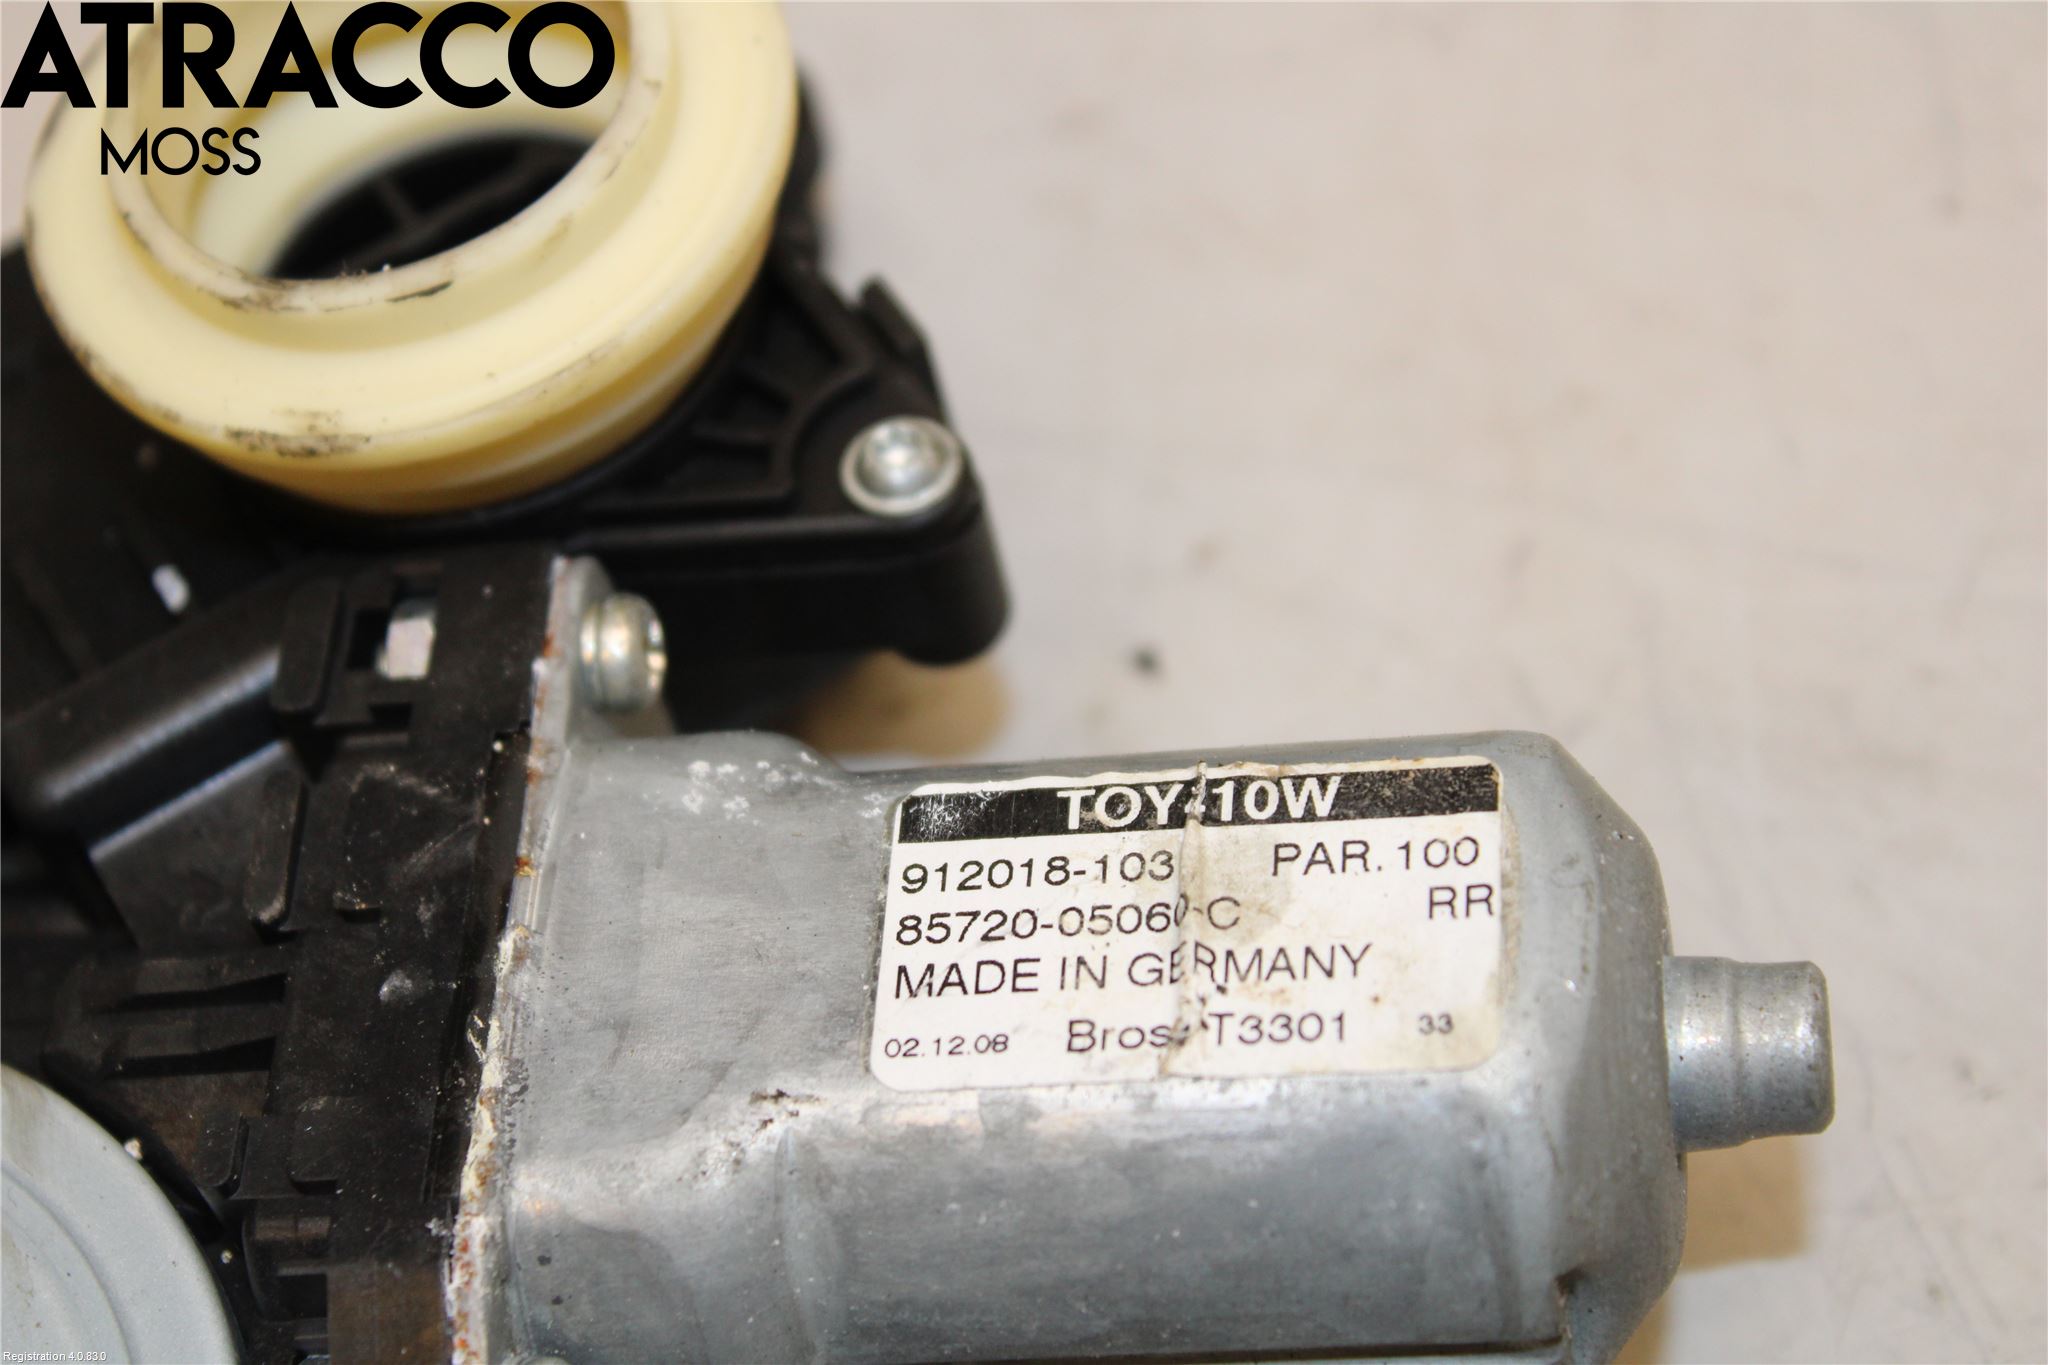 ATRACCO
MOSS
TOY-10W
912018-103 PAR.100
85720-05060-C RR
MADE IN GERMANY
02.12.08 T3301 33
Registration 4.0.83.0